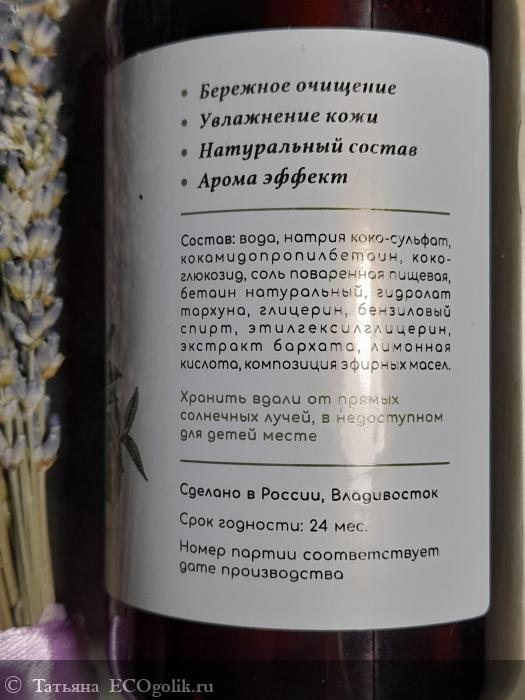 • Бережное очищение
• Увлажнение кожи
• Натуральный состав
• Арома эффект
Состав: вода, натрия коко-сульфат,
кокамидопропилбетаин, коко-
глюкозид, соль поваренная пищевая,
бетаин натуральный, гидролат
тархуна, глицерин, бензиловый
спирт, этилгексилглицерин,
экстракт бархата, лимонная
кислота, композиция эфирных масел.
Хранить вдали от прямых
солнечных лучей, в недоступном
для детей месте
Сделано в России, Владивосток
Срок годности: 24 мес.
Номер партии соответствует
дате производства
© Татьяна ECOgolik.ru